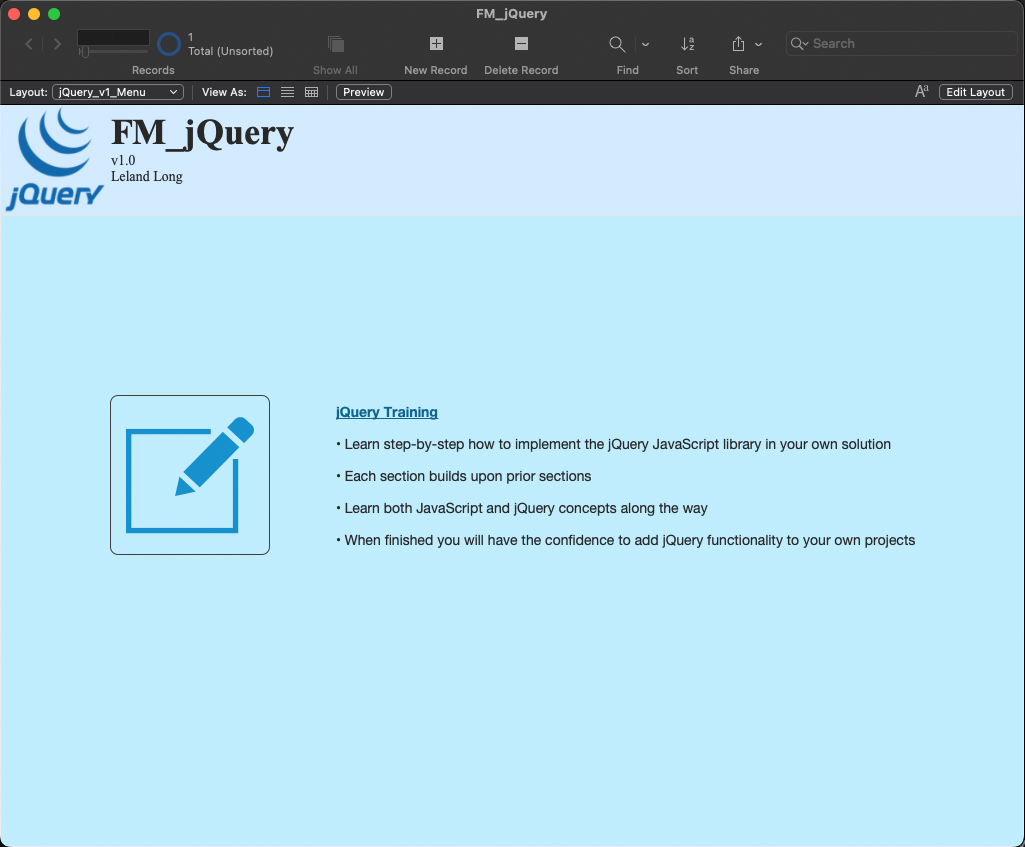 FM_jQuery
1
Total (Unsorted)
Records
Show All
New Record
Delete Record
Find
Sort
Share
Search
Layout: jQuery_v1_Menu View As: Preview Aa Edit Layout
jQuery
FM_jQuery
v1.0
Leland Long
jQuery Training
• Learn step-by-step how to implement the jQuery JavaScript library in your own solution
• Each section builds upon prior sections
• Learn both JavaScript and jQuery concepts along the way
• When finished you will have the confidence to add jQuery functionality to your own projects